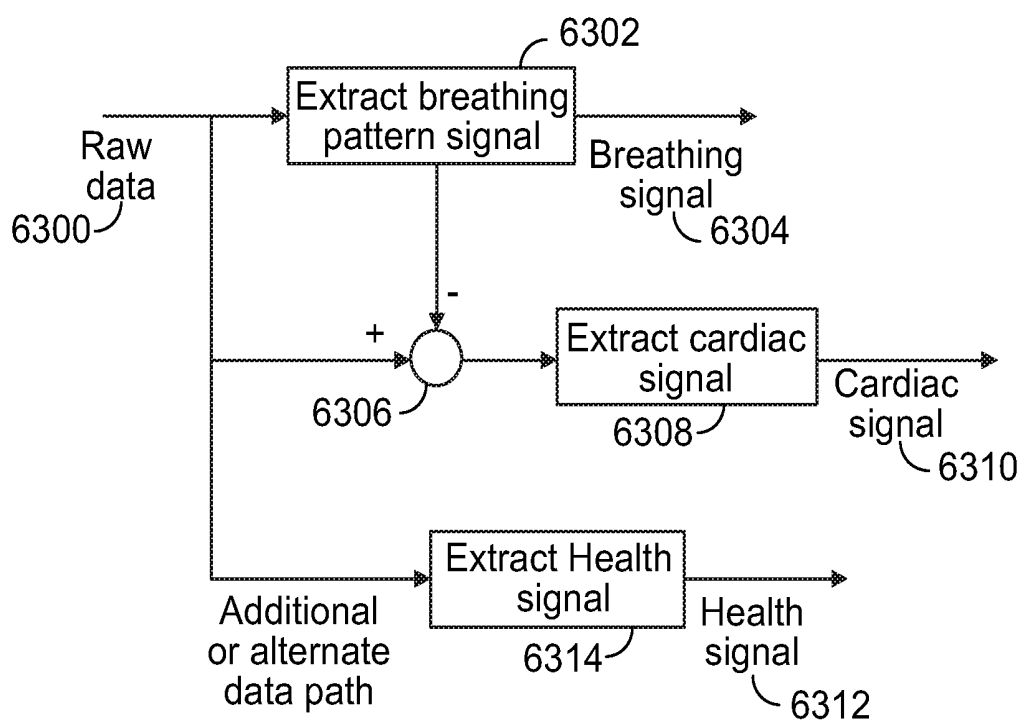 6302
Extract breathing
pattern signal
Raw
data
6300
Breathing
signal
6304
-
+
6306
Extract cardiac
signal
6308
Cardiac
signal
6310
Extract Health
signal
6314
Additional
or alternate
data path
Health
signal
6312